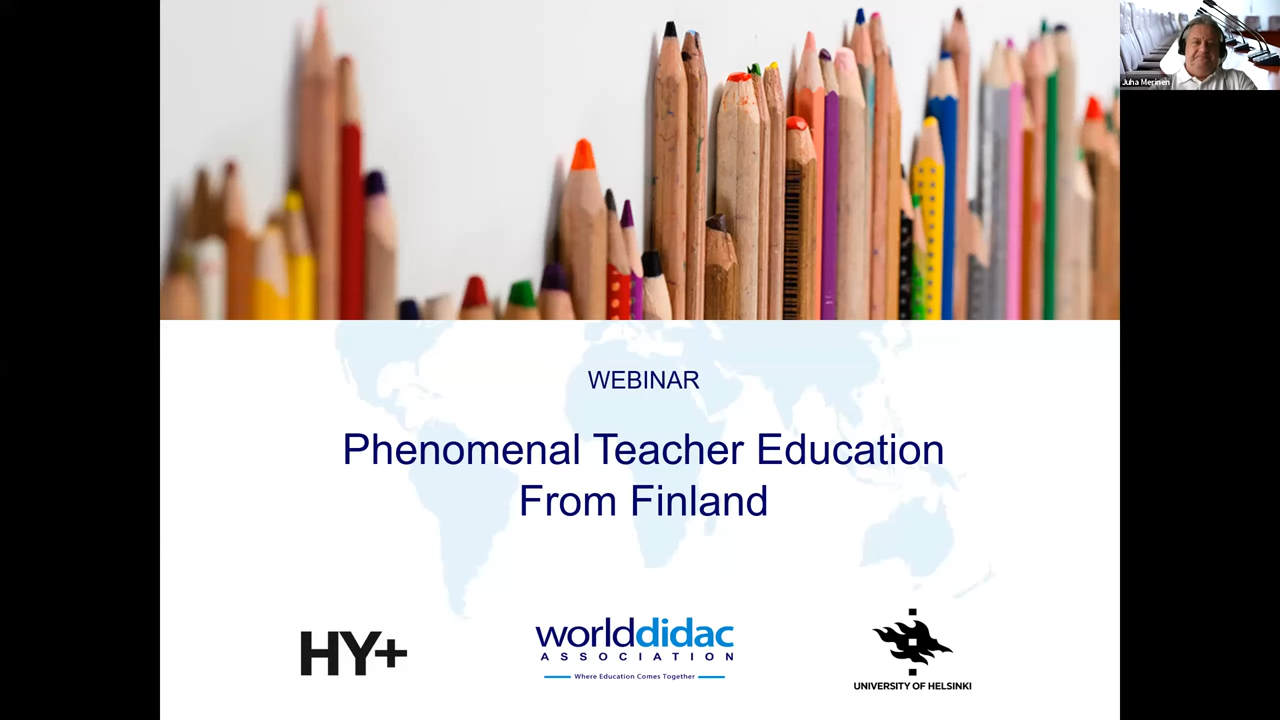 Juha Merinen
WEBINAR
Phenomenal Teacher Education
From Finland
HY+
worlddidac
ASSOCIATION
Where Education Comes Together
UNIVERSITY OF HELSINKI